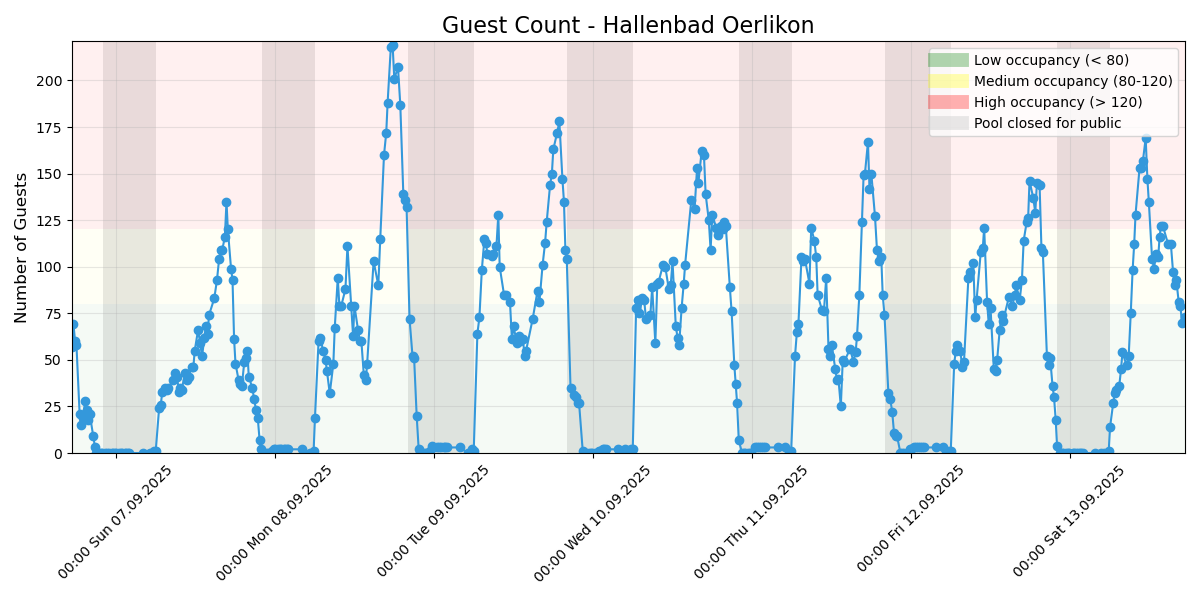 Guest Count - Hallenbad Oerlikon
Number of Guests
200
175
150
125
100
75
50
25
0
Low occupancy (< 80)
Medium occupancy (80-120)
High occupancy (> 120)
Pool closed for public
00:00 Sun 07.09.2025
00:00 Mon 08.09.2025
00:00 Tue 09.09.2025
00:00 Wed 10.09.2025
00:00 Thu 11.09.2025
00:00 Fri 12.09.2025
00:00 Sat 13.09.2025